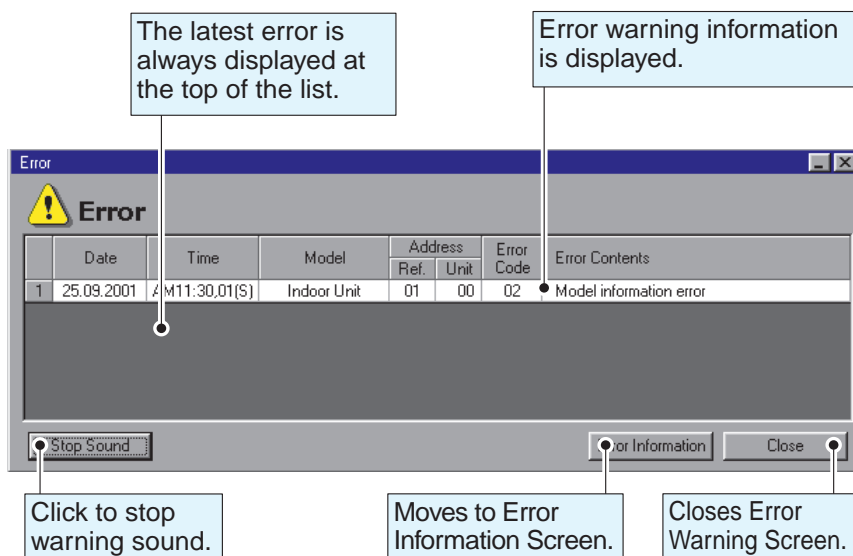 The latest error is
always displayed at
the top of the list.
Error warning information
is displayed.
Error
Error
Date Time Model Address Error Code Error Contents
Ref. Unit
1 25.09.2001 AM11:30,01(S) Indoor Unit 01 00 02 Model information error
Stop Sound Error Information Close
Click to stop
warning sound.
Moves to Error
Information Screen.
Closes Error
Warning Screen.